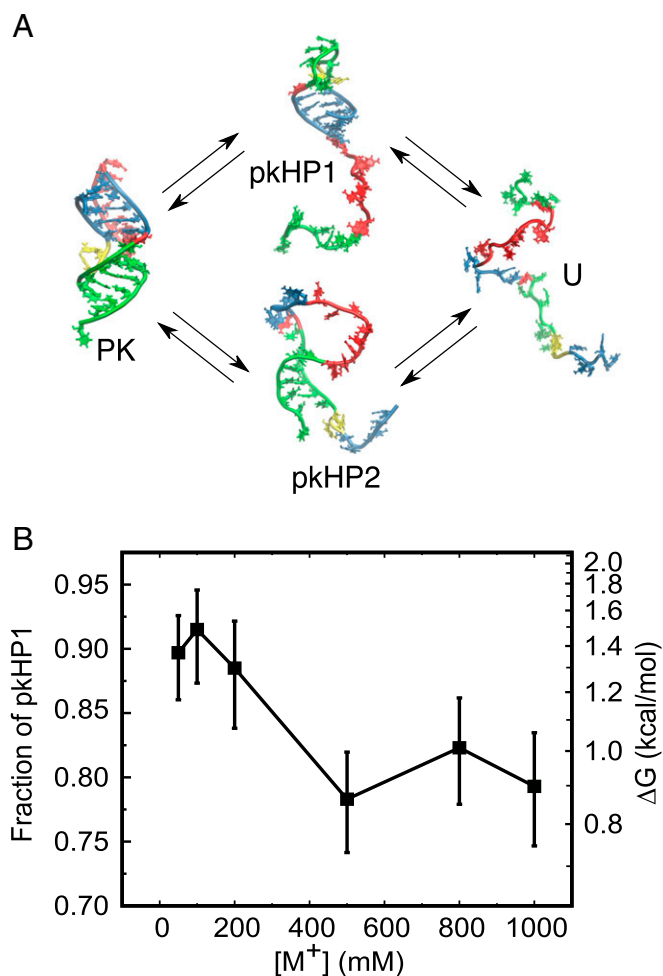 A
pkHP1
PK
U
pkHP2
B
Fraction of pkHP1
0.95
0.90
0.85
0.80
0.75
0.70
2.0
1.8
1.6
1.4
1.2
1.0
0.8
ΔG (kcal/mol)
0 200 400 600 800 1000
[M⁺] (mM)